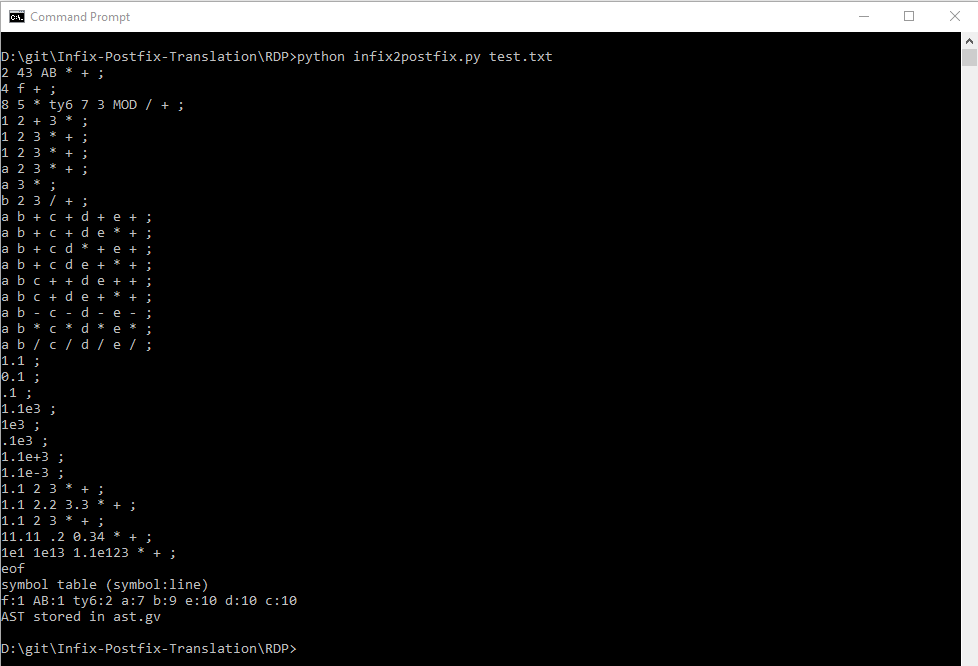 Command Prompt
D:\git\Infix-Postfix-Translation\RDP>python infix2postfix.py test.txt
2 43 AB * + ;
4 f + ;
8 5 * ty6 7 3 MOD / + ;
1 2 + 3 * ;
1 2 3 * + ;
1 2 3 * + ;
a 2 3 * + ;
a 3 * ;
b 2 3 / + ;
a b + c + d + e + ;
a b + c + d e * + ;
a b + c d * + e + ;
a b + c d e + * + ;
a b c + + d e + + ;
a b c + d e + * + ;
a b - c - d - e - ;
a b * c * d * e * ;
a b / c / d / e / ;
1.1 ;
0.1 ;
.1 ;
1.1e3 ;
1e3 ;
.1e3 ;
1.1e+3 ;
1.1e-3 ;
1.1 2 3 * + ;
1.1 2.2 3.3 * + ;
1.1 2 3 * + ;
11.11 .2 0.34 * + ;
1e1 1e13 1.1e123 * + ;
eof
symbol table (symbol:line)
f:1 AB:1 ty6:2 a:7 b:9 e:10 d:10 c:10
AST stored in ast.gv
D:\git\Infix-Postfix-Translation\RDP>